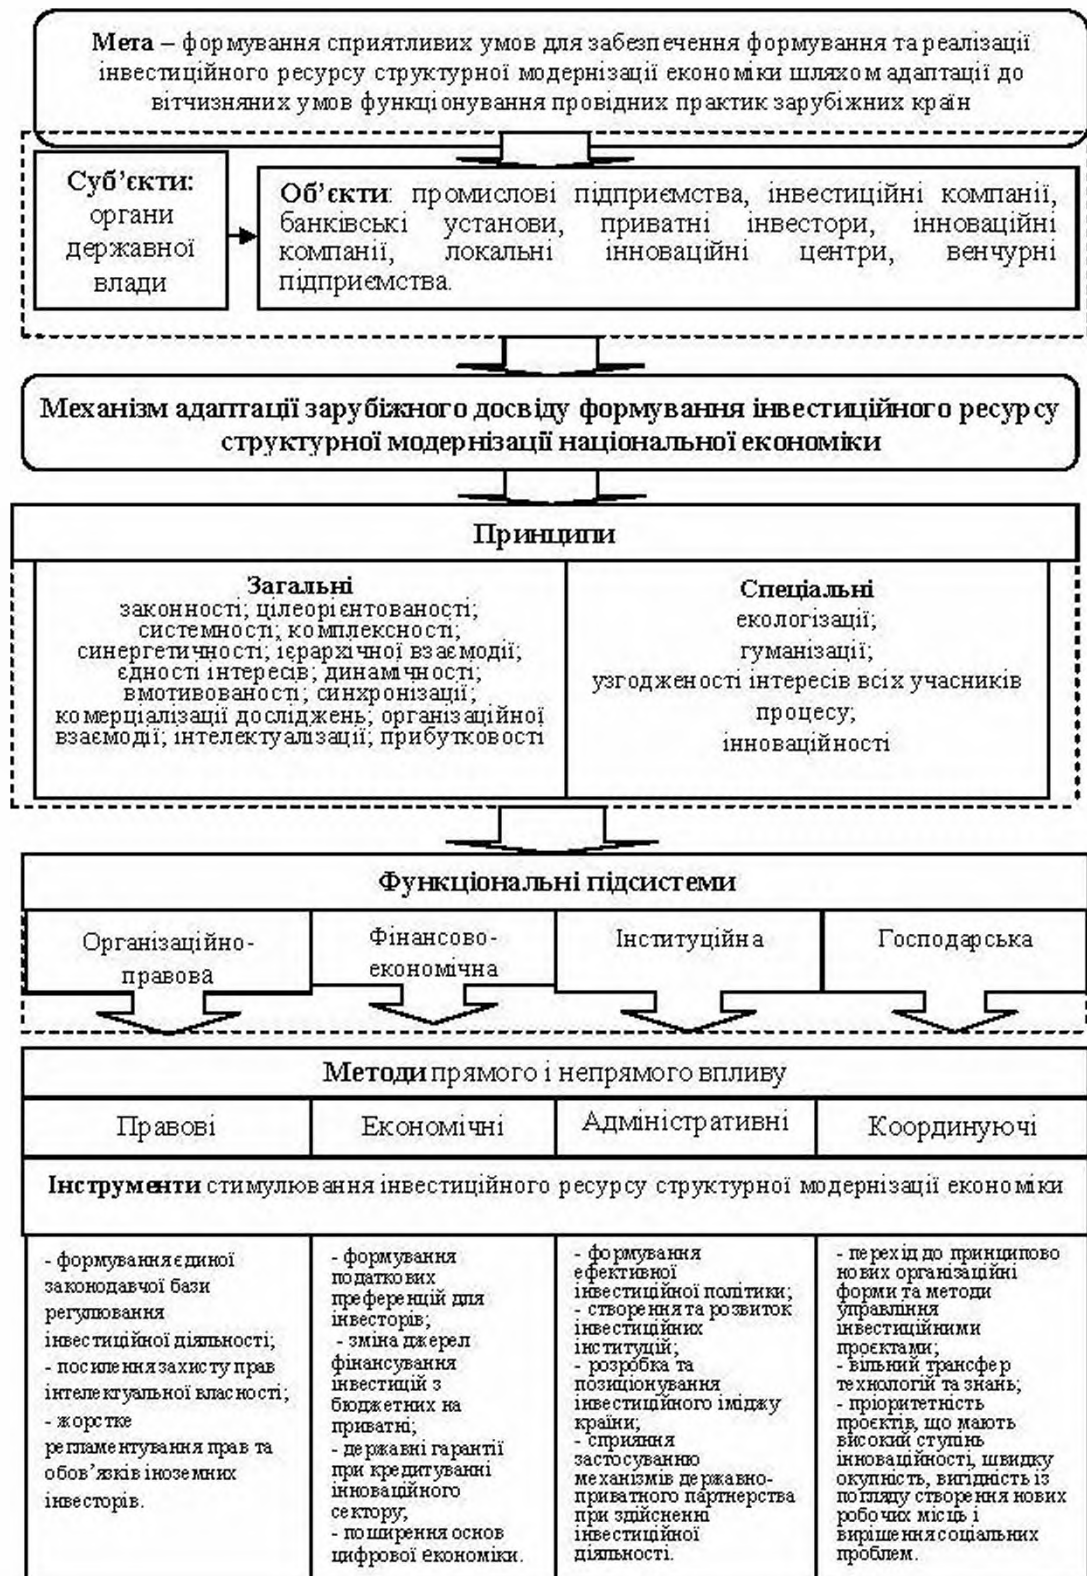 Мета – формування сприятливих умов для забезпечення формування та реалізації
інвестиційного ресурсу структурної модернізації економіки шляхом адаптації до
вітчизняних умов функціонування провідних практик зарубіжних країн
Суб’єкти:
органи
державної
влади
Об’єкти: промислові підприємства, інвестиційні компанії,
банківські установи, приватні інвестори, інноваційні
компанії, локальні інноваційні центри, венчурні
підприємства.
Механізм адаптації зарубіжного досвіду формування інвестиційного ресурсу
структурної модернізації національної економіки
Принципи
Загальні
законності; цілеорієнтованості;
системності; комплексності;
синергетичності; ієрархічної взаємодії;
єдності інтересів; динамічності;
вмотивованості; синхронізації;
комерціалізації досліджень; організаційної
взаємодії; інтелектуалізації; прибутковості
Спеціальні
екологізації;
гуманізації;
узгодженості інтересів всіх учасників
процесу;
інноваційності
Функціональні підсистеми
Організаційно-
правова
Фінансово-
економічна
Інституційна
Господарська
Методи прямого і непрямого впливу
Правові
Економічні
Адміністративні
Координуючі
Інструменти стимулювання інвестиційного ресурсу структурної модернізації економіки
- формування єдиної
законодавчої бази
регулювання
інвестиційної діяльності;
- посилення захисту прав
інтелектуальної власності;
- жорстке
регламентування прав та
обов’язків іноземних
інвесторів.
- формування
податкових
преференцій для
інвесторів;
- зміна джерел
фінансування
інвестицій з
бюджетних на
приватні;
- державні гарантії
при кредитуванні
інноваційного
сектору;
- поширення основ
цифрової економіки.
- формування
ефективної
інвестиційної політики;
- створення та розвиток
інвестиційних
інституцій;
- розробка та
позиціонування
інвестиційного іміджу
країни;
- сприяння
застосуванню
механізмів державно-
приватного партнерства
при здійсненні
інвестиційної
діяльності.
- перехід до принципово
нових організаційні
форми та методи
управління
інвестиційними
проєктами;
- вільний трансфер
технологій та знань;
- пріоритетність
проєктів, що мають
високий ступінь
інноваційності, швидку
окупність, вигідність із
погляду створення нових
робочих місць і
вирішення соціальних
проблем.